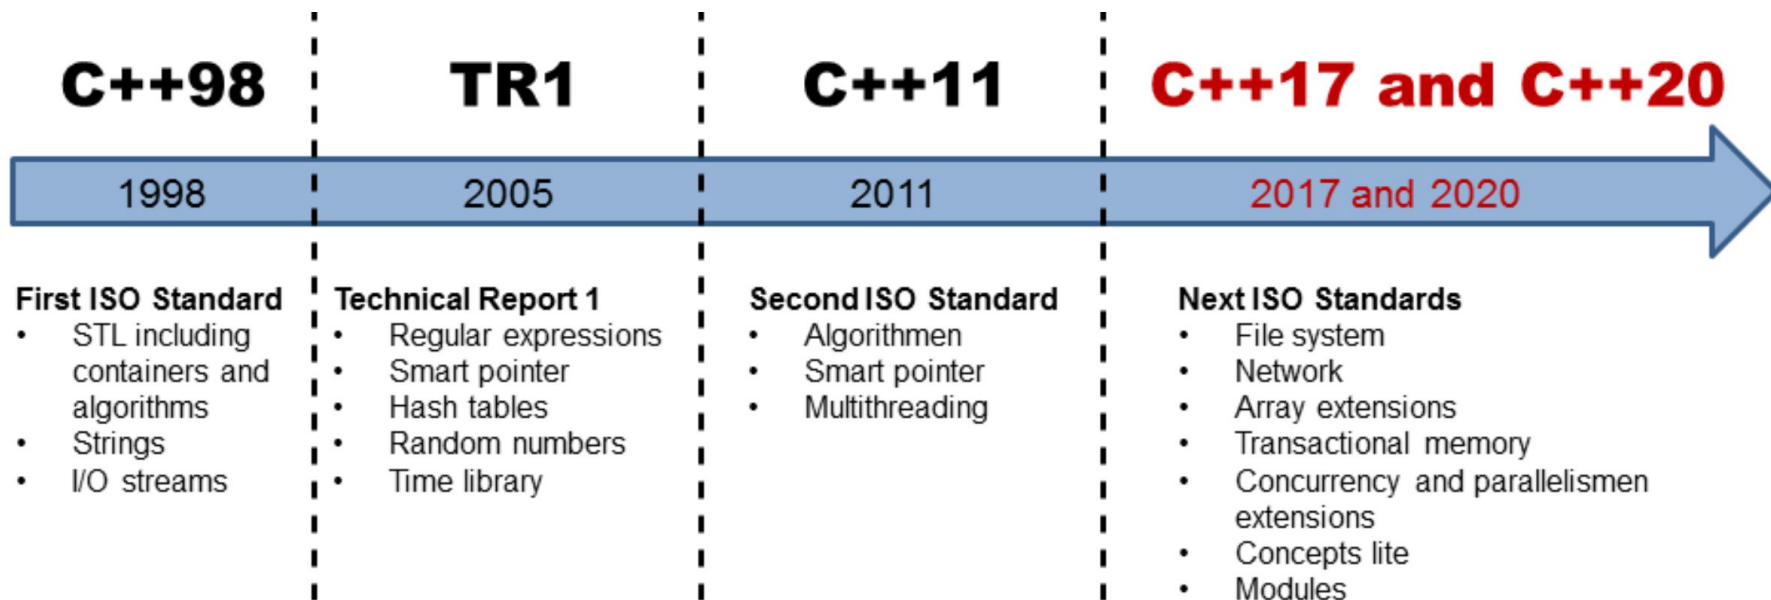 C++98
TR1
C++11
C++17 and C++20
1998
2005
2011
2017 and 2020
First ISO Standard
• STL including
containers and
algorithms
• Strings
• I/O streams
Technical Report 1
• Regular expressions
• Smart pointer
• Hash tables
• Random numbers
• Time library
Second ISO Standard
• Algorithmen
• Smart pointer
• Multithreading
Next ISO Standards
• File system
• Network
• Array extensions
• Transactional memory
• Concurrency and parallelismen
extensions
• Concepts lite
• Modules